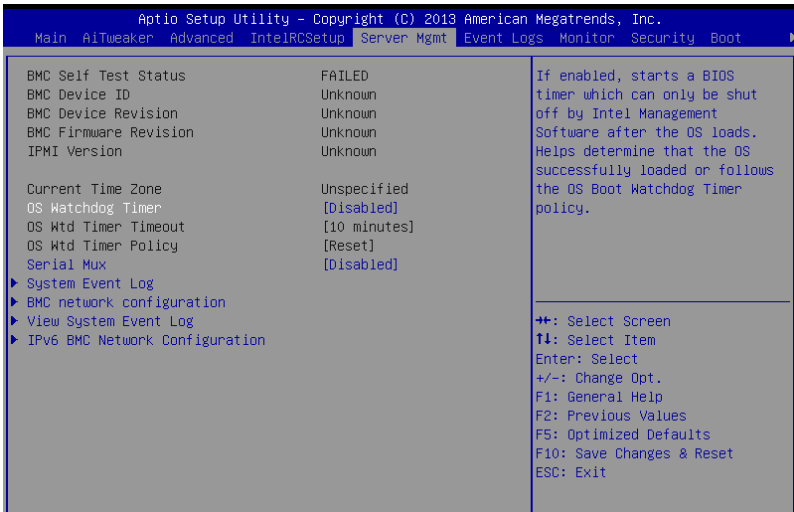 Aptio Setup Utility – Copyright (C) 2013 American Megatrends, Inc.
Main AiTweaker Advanced IntelRCSetup Server Mgmt Event Logs Monitor Security Boot
BMC Self Test Status FAILED
BMC Device ID Unknown
BMC Device Revision Unknown
BMC Firmware Revision Unknown
IPMI Version Unknown
Current Time Zone Unspecified
OS Watchdog Timer [Disabled]
OS Wtd Timer Timeout [10 minutes]
OS Wtd Timer Policy [Reset]
Serial Mux [Disabled]
System Event Log
BMC network configuration
View System Event Log
IPv6 BMC Network Configuration
If enabled, starts a BIOS
timer which can only be shut
off by Intel Management
Software after the OS loads.
Helps determine that the OS
successfully loaded or follows
the OS Boot Watchdog Timer
policy.
→←: Select Screen
↑↓: Select Item
Enter: Select
+/-: Change Opt.
F1: General Help
F2: Previous Values
F5: Optimized Defaults
F10: Save Changes & Reset
ESC: Exit